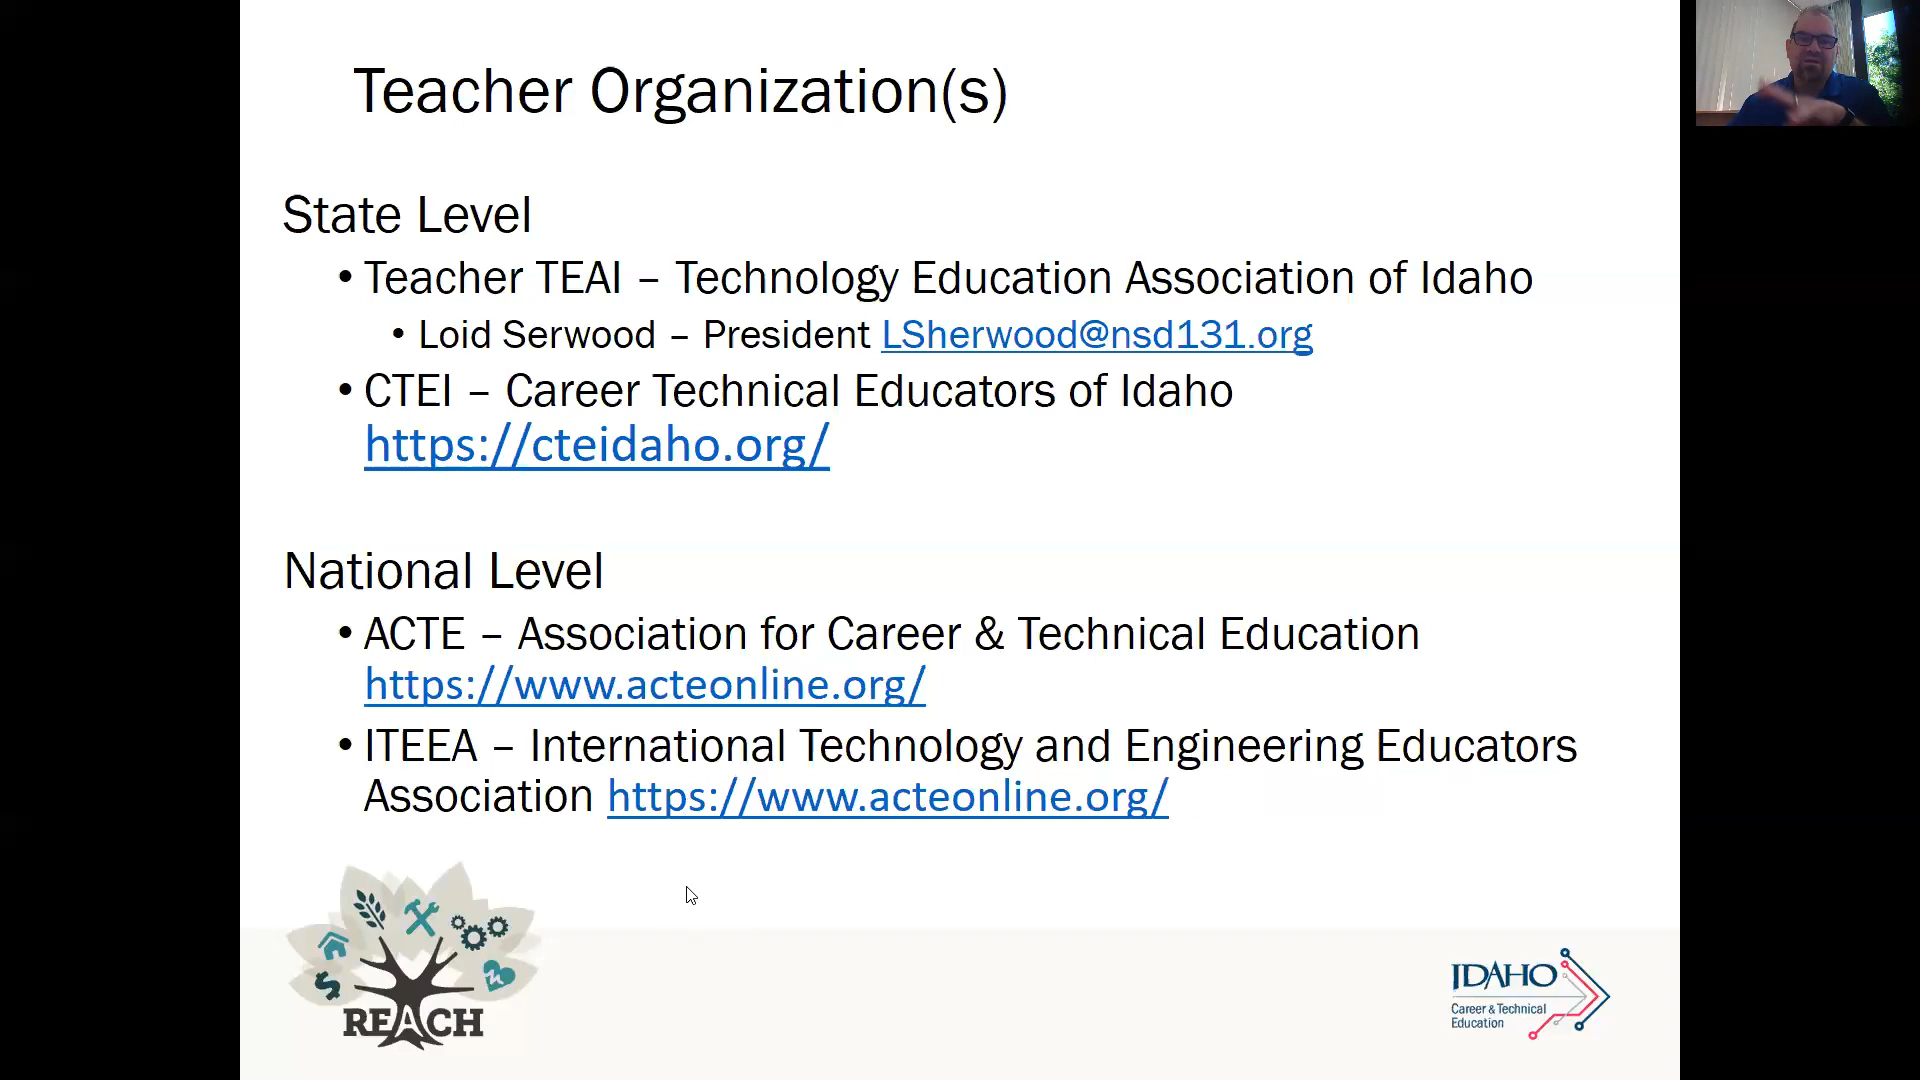 Teacher Organization(s)
State Level
• Teacher TEAI – Technology Education Association of Idaho
• Loid Serwood – President LSherwood@nsd131.org
• CTEI – Career Technical Educators of Idaho
https://cteidaho.org/
National Level
• ACTE – Association for Career & Technical Education
https://www.acteonline.org/
• ITEEA – International Technology and Engineering Educators
Association https://www.acteonline.org/
REACH
IDAHO
Career & Technical
Education